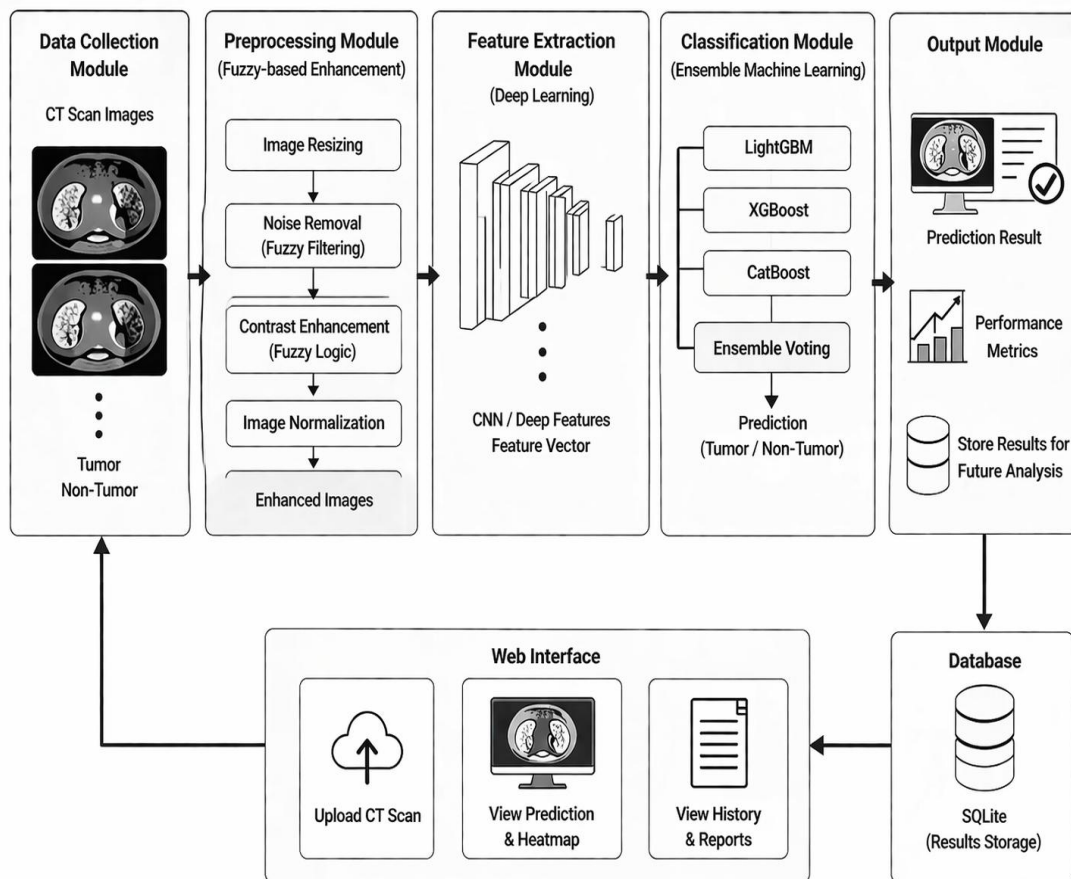 Data Collection
Module
CT Scan Images
Tumor
Non-Tumor
Preprocessing Module
(Fuzzy-based Enhancement)
Image Resizing
Noise Removal
(Fuzzy Filtering)
Contrast Enhancement
(Fuzzy Logic)
Image Normalization
Enhanced Images
Feature Extraction
Module
(Deep Learning)
CNN / Deep Features
Feature Vector
Classification Module
(Ensemble Machine Learning)
LightGBM
XGBoost
CatBoost
Ensemble Voting
Prediction
(Tumor / Non-Tumor)
Output Module
Prediction Result
Performance
Metrics
Store Results for
Future Analysis
Web Interface
Upload CT Scan
View Prediction
& Heatmap
View History
& Reports
Database
SQLite
(Results Storage)